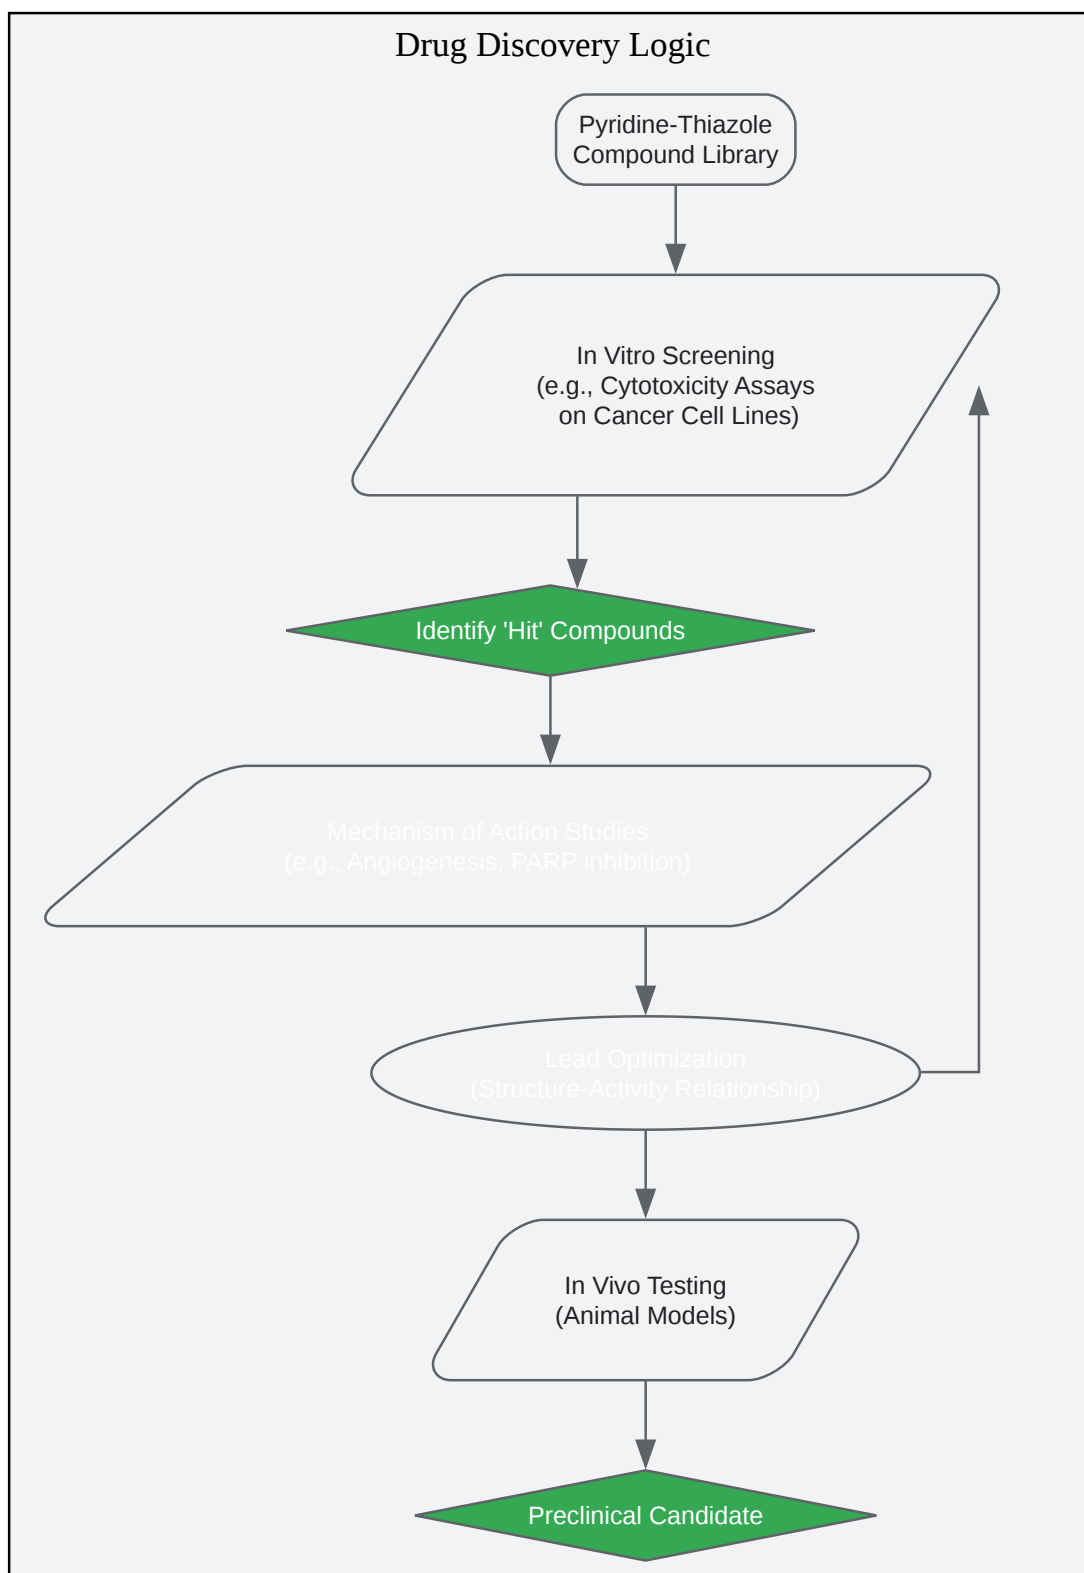 Drug Discovery Logic
Pyridine-Thiazole
Compound Library
In Vitro Screening
(e.g., Cytotoxicity Assays
on Cancer Cell Lines)
Identify 'Hit' Compounds
Mechanism of Action Studies
(e.g., Angiogenesis, PARP inhibition)
Lead Optimization
(Structure-Activity Relationship)
In Vivo Testing
(Animal Models)
Preclinical Candidate